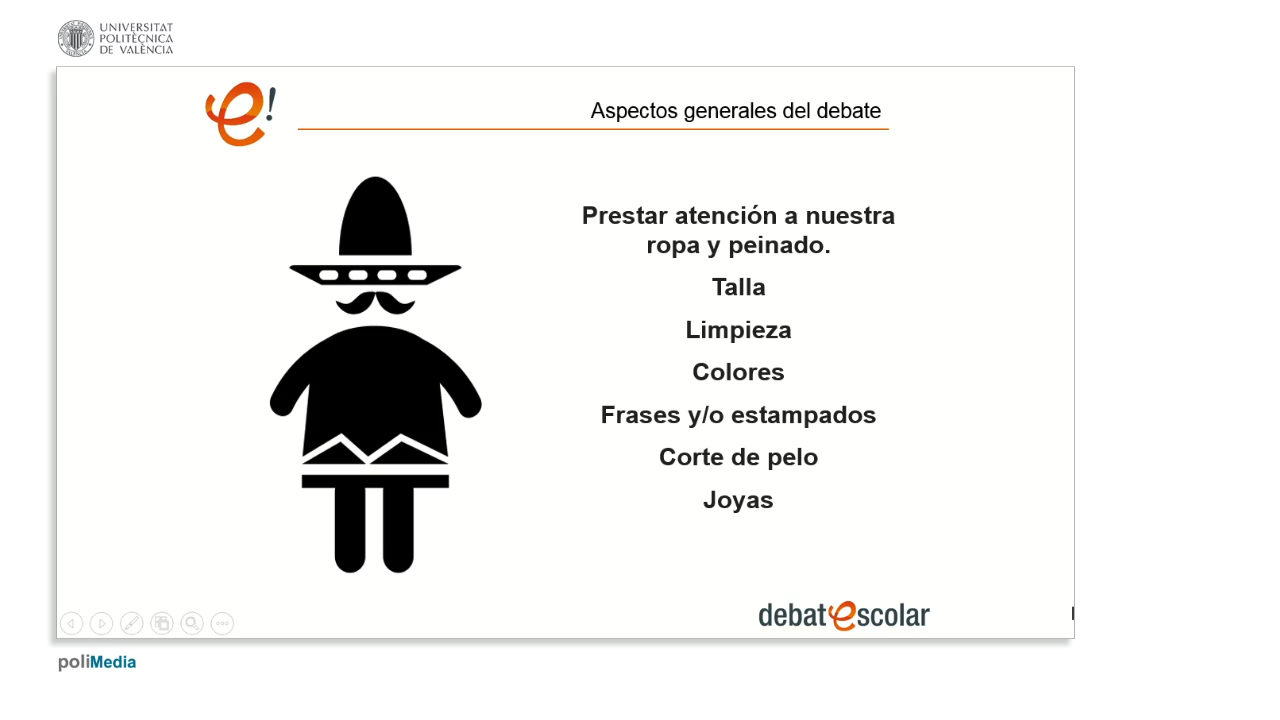 UNIVERSITAT
POLITÈCNICA
DE VALÈNCIA
e!
Aspectos generales del debate
Prestar atención a nuestra
ropa y peinado.
Talla
Limpieza
Colores
Frases y/o estampados
Corte de pelo
Joyas
debatescolar
poliMedia